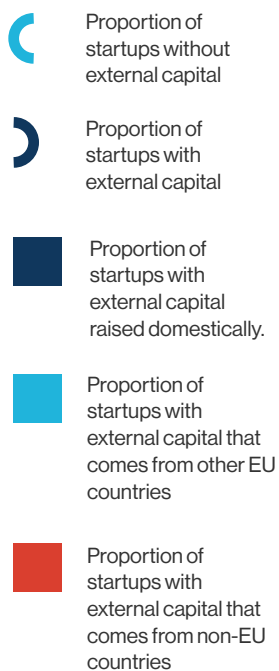 Proportion of
startups without
external capital
Proportion of
startups with
external capital
Proportion of
startups with
external capital
raised domestically.
Proportion of
startups with
external capital that
comes from other EU
countries
Proportion of
startups with
external capital that
comes from non-EU
countries